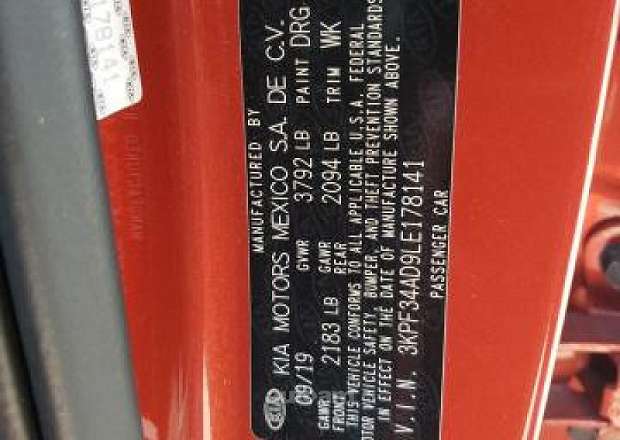 MANUFACTURED BY
KIA MOTORS MEXICO S.A. DE C.V.
09/19 GVWR 3792 LB PAINT DRG
GAWR FRONT 2183 LB GAWR REAR 2094 LB TRIM WK
THIS VEHICLE CONFORMS TO ALL APPLICABLE U.S.A. FEDERAL
MOTOR VEHICLE SAFETY, BUMPER, AND THEFT PREVENTION STANDARDS
IN EFFECT ON THE DATE OF MANUFACTURE SHOWN ABOVE.
V.I.N. 3KPF34AD9LE178141
PASSENGER CAR
178141